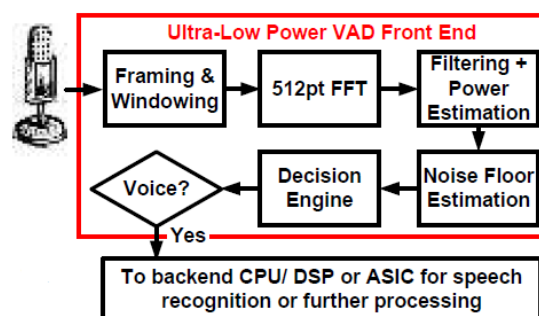 Ultra-Low Power VAD Front End
Framing &
Windowing
512pt FFT
Filtering +
Power
Estimation
Voice?
Decision
Engine
Noise Floor
Estimation
Yes
To backend CPU/ DSP or ASIC for speech
recognition or further processing